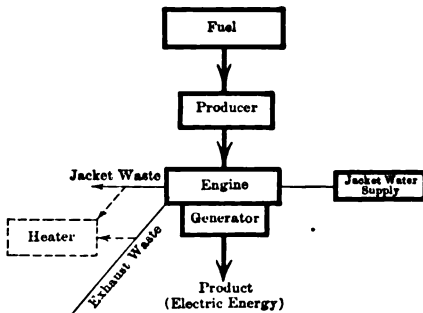 Fuel
Producer
Jacket Waste
Engine
Jacket Water
Supply
Generator
Heater
Exhaust Waste
Product
(Electric Energy)